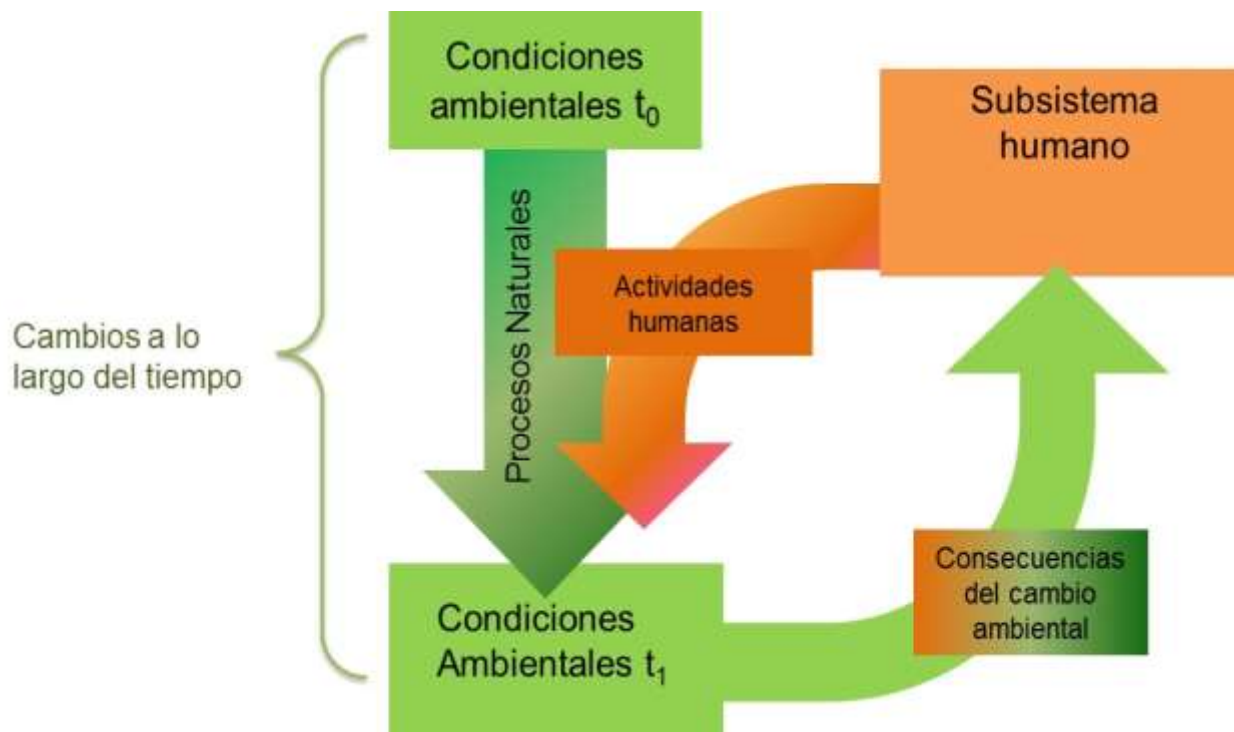 Condiciones
ambientales t₀
Subsistema
humano
Procesos Naturales
Actividades
humanas
Cambios a lo
largo del tiempo
Consecuencias
del cambio
ambiental
Condiciones
Ambientales t₁